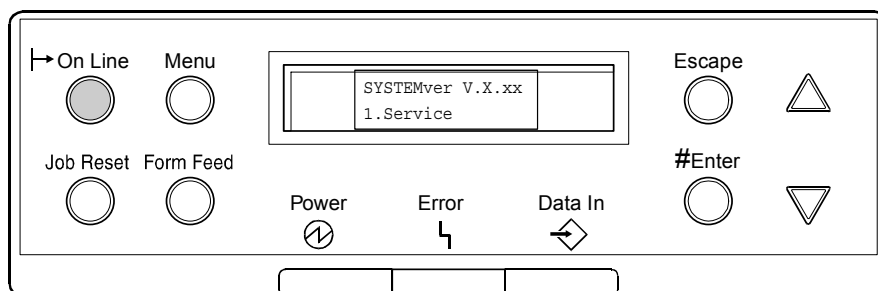 On Line Menu
SYSTEMver V.X.xx
1.Service
Escape
Job Reset Form Feed
#Enter
Power Error Data In